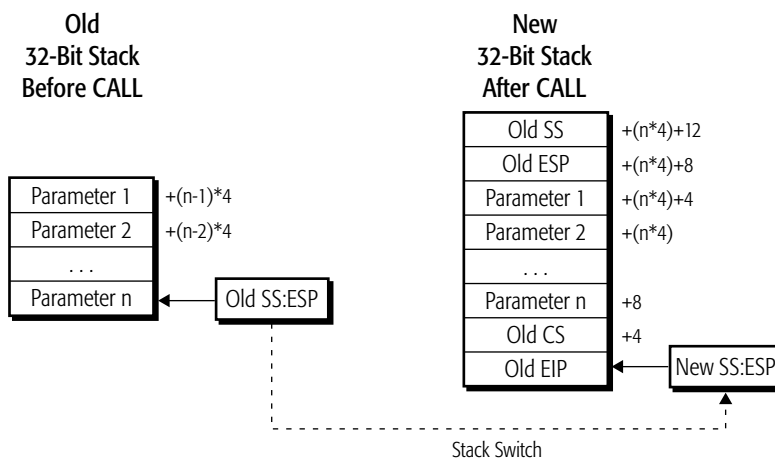 Old
32-Bit Stack
Before CALL
New
32-Bit Stack
After CALL
Parameter 1 +(n-1)*4
Parameter 2 +(n-2)*4
. . .
Parameter n
Old SS:ESP
Old SS +(n*4)+12
Old ESP +(n*4)+8
Parameter 1 +(n*4)+4
Parameter 2 +(n*4)
. . .
Parameter n +8
Old CS +4
Old EIP
New SS:ESP
Stack Switch